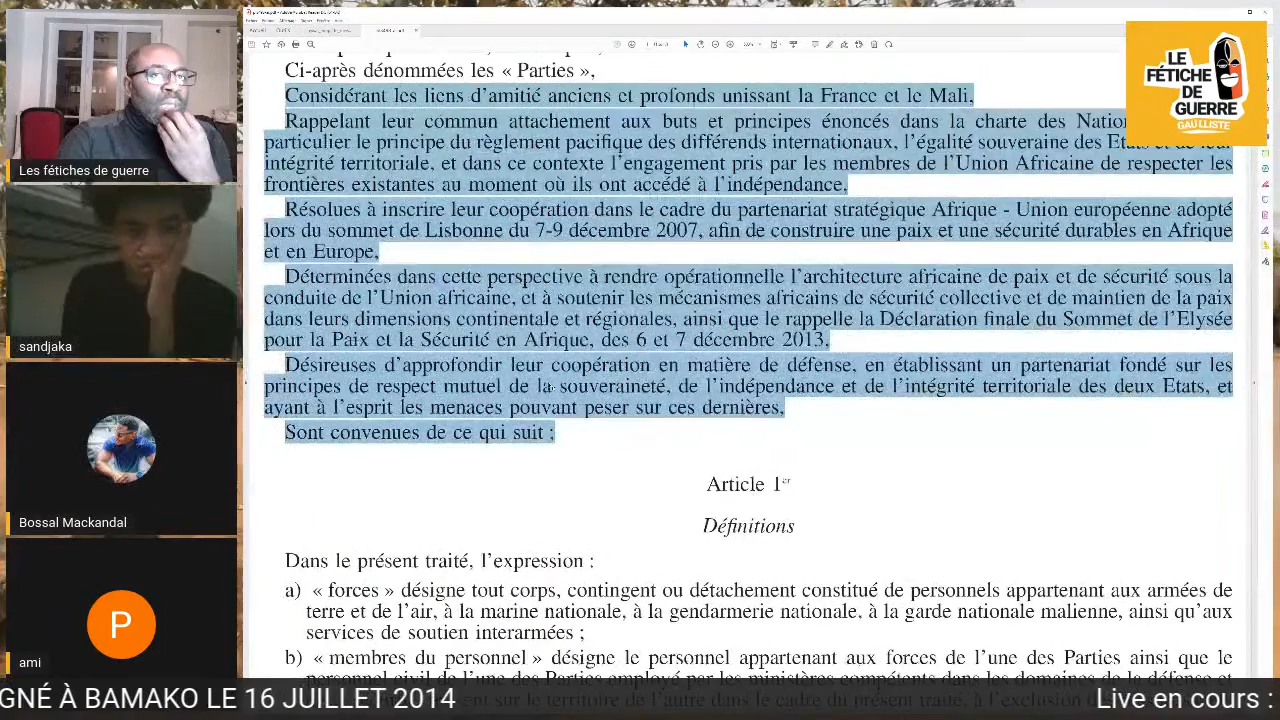 Ci-après dénommées les « Parties »,
Considérant les liens d'amitié anciens et profonds unissant la France et le Mali,
Rappelant leur commun attachement aux buts et principes énoncés dans la charte des
particulier le principe du règlement pacifique des différents internationaux, l'égalité souveraine des
intégrité territoriale, et dans ce contexte l'engagement pris par les membres de l'Union Africaine de respecter les
frontières existantes au moment où ils ont accédé à l'indépendance,
Résolues à inscrire leur coopération dans le cadre du partenariat stratégique Afrique - Union européenne adopté
lors du sommet de Lisbonne du 7-9 décembre 2007, afin de construire une paix et une sécurité durables en Afrique
et en Europe,
Déterminées dans cette perspective à rendre opérationnelle l'architecture africaine de paix et de sécurité sous la
conduite de l'Union africaine, et à soutenir les mécanismes africains de sécurité collective et de maintien de la paix
dans leurs dimensions continentale et régionales, ainsi que le rappelle la Déclaration finale du Sommet de l'Elysée
pour la Paix et la Sécurité en Afrique, des 6 et 7 décembre 2013.
Désireuses d'approfondir leur coopération en matière de défense, en établissant un partenariat fondé sur les
principes de respect mutuel de la souveraineté, de l'indépendance et de l'intégrité territoriale des deux Etats, et
ayant à l'esprit les menaces pouvant peser sur ces dernières,
Sont convenues de ce qui suit :
Article 1er
Définitions
Dans le présent traité, l'expression :
a) « forces » désigne tout corps, contingent ou détachement constitué de personnels appartenant aux armées de
terre et de l'air, à la marine nationale, à la gendarmerie nationale, à la garde nationale malienne, ainsi qu'aux
services de soutien interarmées ;
b) « membres du personnel » désigne le personnel appartenant aux forces de l'une des Parties ainsi que le
LE
FÉTICHE
DE
GUERRE
GAULLISTE
Les fétiches de guerre
sandjaka
Bossal Mackandal
P
ami
GNÉ À BAMAKO LE 16 JUILLET 2014
Live en cours :